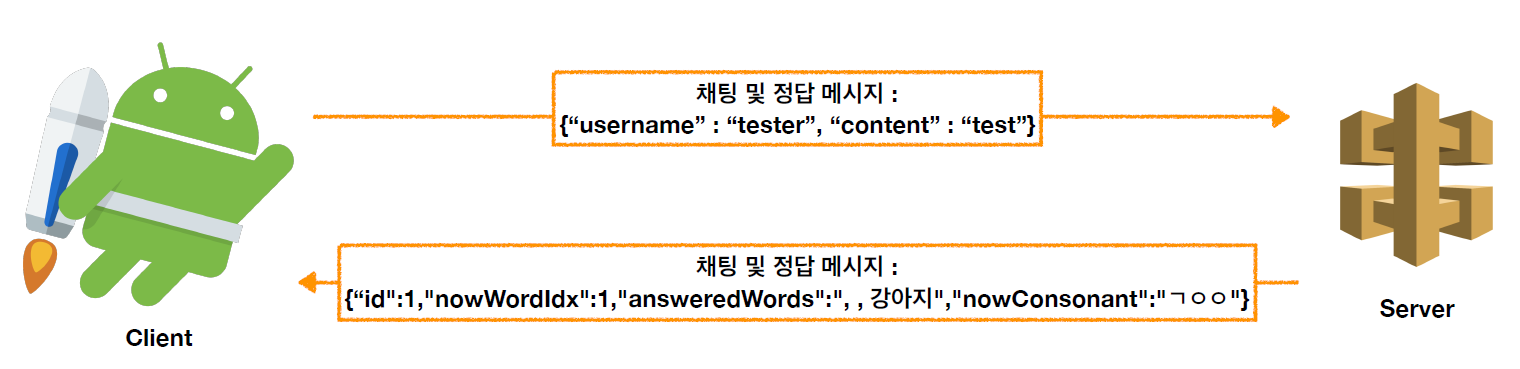 채팅 및 정답 메시지 :
{“username” : “tester”, “content” : “test”}
채팅 및 정답 메시지 :
{“id":1,"nowWordIdx":1,"answeredWords":", , 강아지","nowConsonant":"ㄱㅇㅇ"}
Client
Server